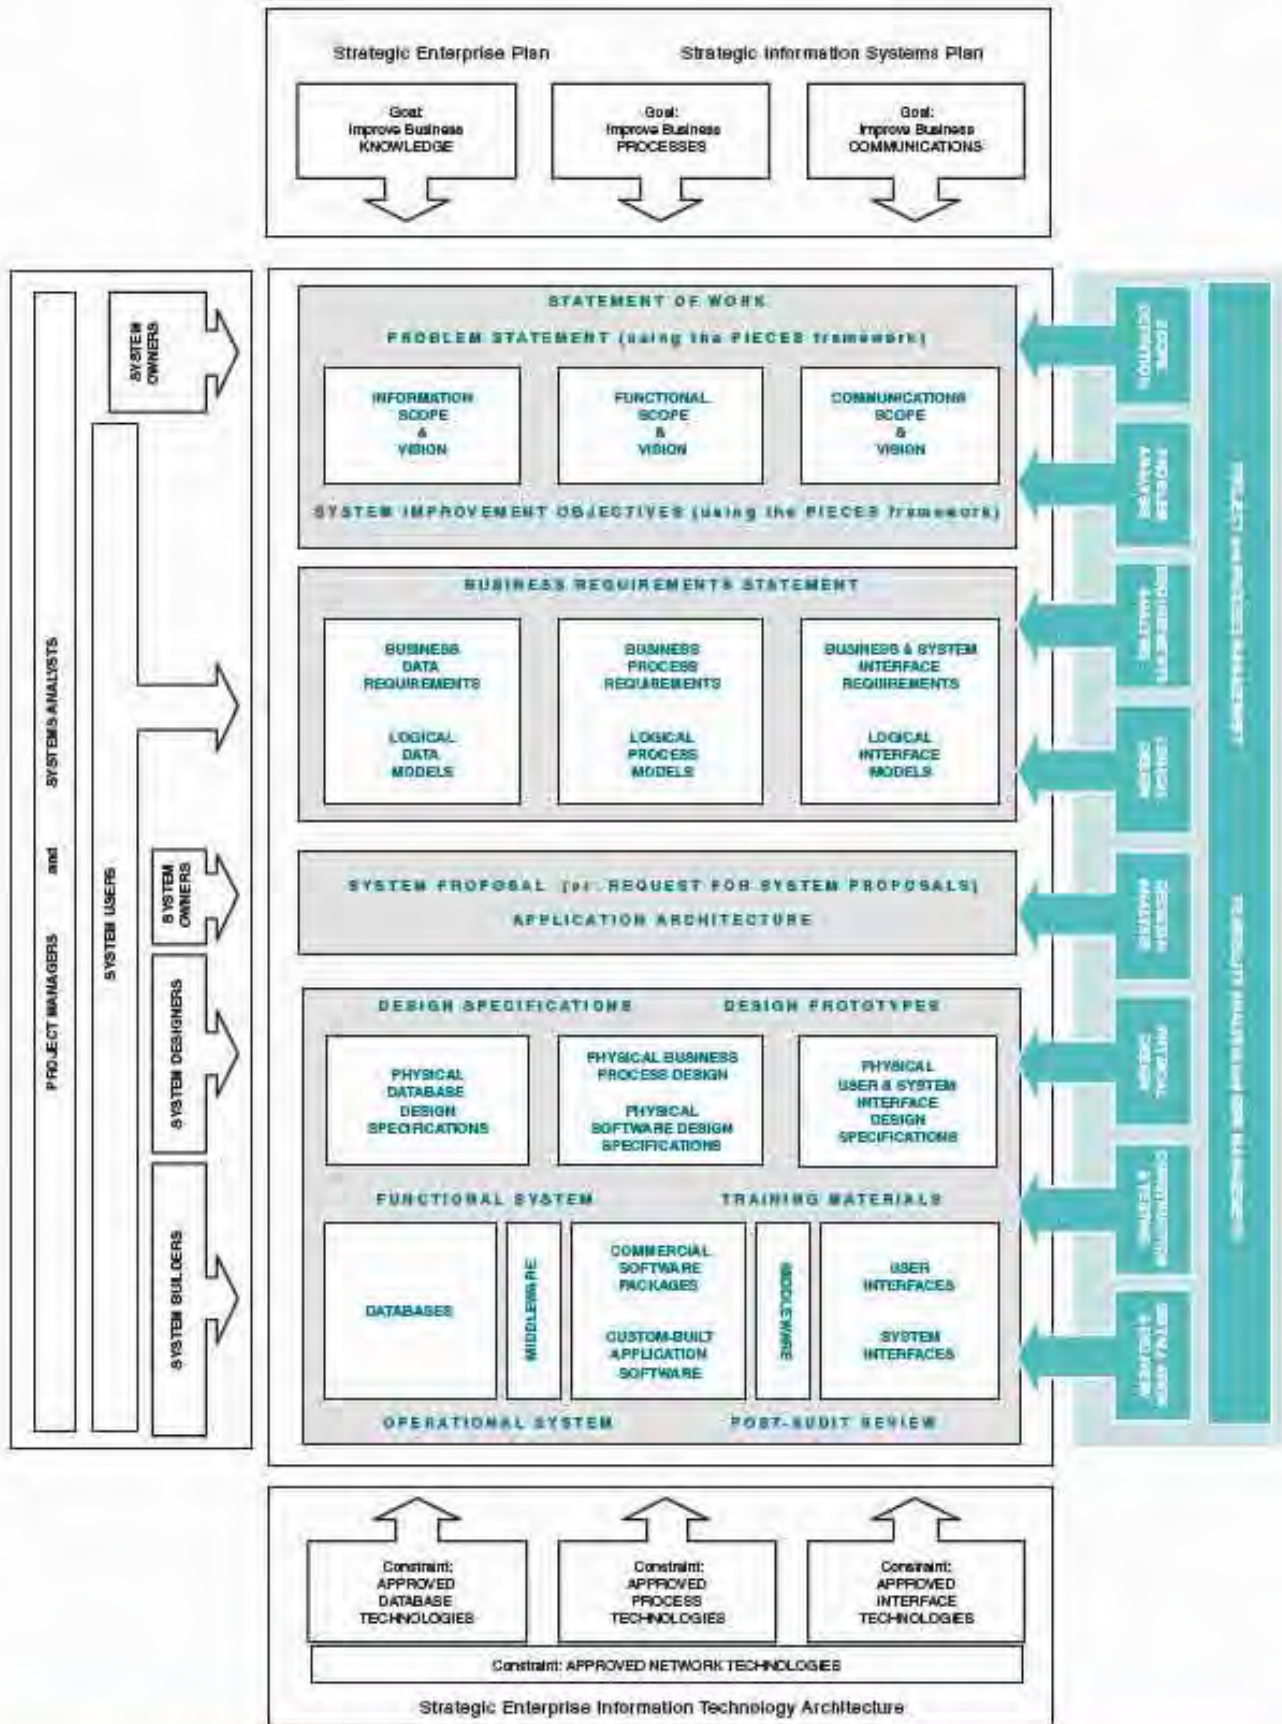 Strategic Enterprise Plan
Strategic Information Systems Plan
Goal:
Improve Business
KNOWLEDGE
Goal:
Improve Business
PROCESSES
Goal:
Improve Business
COMMUNICATIONS
PROJECT MANAGERS and SYSTEMS ANALYSTS
SYSTEM USERS
SYSTEM
OWNERS
SYSTEM
OWNERS
SYSTEM DESIGNERS
SYSTEM BUILDERS
STATEMENT OF WORK
PROBLEM STATEMENT (using the PIECES framework)
INFORMATION
SCOPE
&
VISION
FUNCTIONAL
SCOPE
&
VISION
COMMUNICATIONS
SCOPE
&
VISION
SYSTEM IMPROVEMENT OBJECTIVES (using the PIECES framework)
BUSINESS REQUIREMENTS STATEMENT
BUSINESS
DATA
REQUIREMENTS
LOGICAL
DATA
MODELS
BUSINESS
PROCESS
REQUIREMENTS
LOGICAL
PROCESS
MODELS
BUSINESS & SYSTEM
INTERFACE
REQUIREMENTS
LOGICAL
INTERFACE
MODELS
SYSTEM PROPOSAL (or REQUEST FOR SYSTEM PROPOSALS)
APPLICATION ARCHITECTURE
DESIGN SPECIFICATIONS
DESIGN PROTOTYPES
PHYSICAL
DATABASE
DESIGN
SPECIFICATIONS
PHYSICAL BUSINESS
PROCESS DESIGN
PHYSICAL
SOFTWARE DESIGN
SPECIFICATIONS
PHYSICAL
USER & SYSTEM
INTERFACE
DESIGN
SPECIFICATIONS
FUNCTIONAL SYSTEM
TRAINING MATERIALS
DATABASES
MIDDLEWARE
COMMERCIAL
SOFTWARE
PACKAGES
CUSTOM-BUILT
APPLICATION
SOFTWARE
MIDDLEWARE
USER
INTERFACES
SYSTEM
INTERFACES
OPERATIONAL SYSTEM
POST-AUDIT REVIEW
Constraint:
APPROVED
DATABASE
TECHNOLOGIES
Constraint:
APPROVED
PROCESS
TECHNOLOGIES
Constraint:
APPROVED
INTERFACE
TECHNOLOGIES
Constraint: APPROVED NETWORK TECHNOLOGIES
Strategic Enterprise Information Technology Architecture